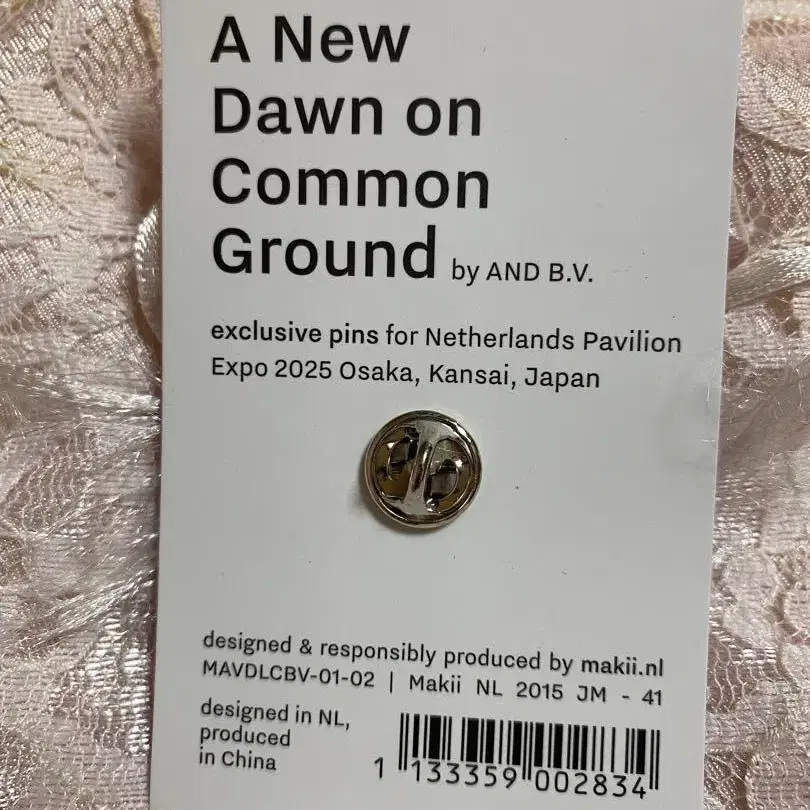 A New
Dawn on
Common
Ground by AND B.V.
exclusive pins for Netherlands Pavilion
Expo 2025 Osaka, Kansai, Japan
designed & responsibly produced by makii.nl
MAVDLCBV-01-02 | Makii NL 2015 JM - 41
designed in NL,
produced
in China
1 133359 002834